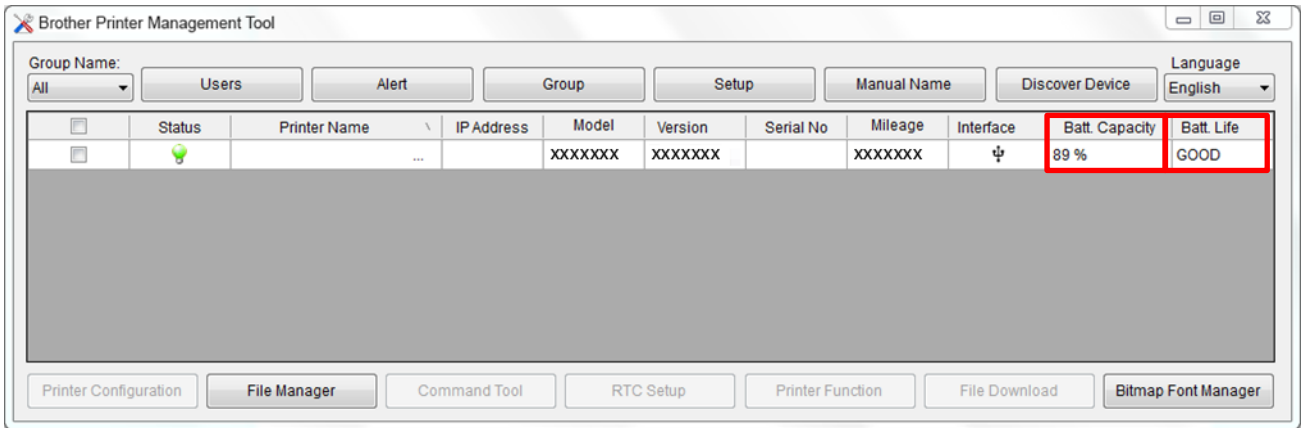 Brother Printer Management Tool
Group Name: Language
All Users Alert Group Setup Manual Name Discover Device English
Status Printer Name \ IP Address Model Version Serial No Mileage Interface Batt. Capacity Batt. Life
... XXXXXXX XXXXXXX XXXXXXX 89 % GOOD
Printer Configuration File Manager Command Tool RTC Setup Printer Function File Download Bitmap Font Manager